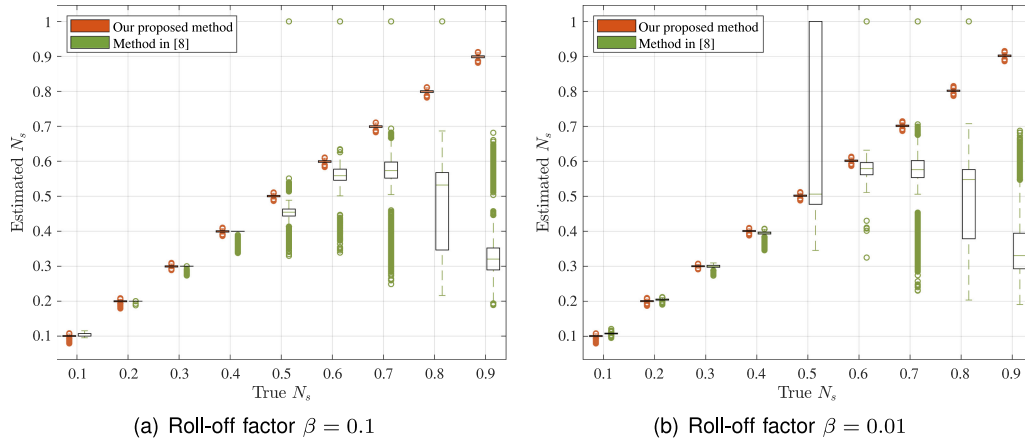 Our proposed method
Method in [8]
1
0.9
0.8
0.7
0.6
0.5
0.4
0.3
0.2
0.1
Estimated N_s
0.1 0.2 0.3 0.4 0.5 0.6 0.7 0.8 0.9
True N_s
(a) Roll-off factor β = 0.1
Our proposed method
Method in [8]
1
0.9
0.8
0.7
0.6
0.5
0.4
0.3
0.2
0.1
Estimated N_s
0.1 0.2 0.3 0.4 0.5 0.6 0.7 0.8 0.9
True N_s
(b) Roll-off factor β = 0.01